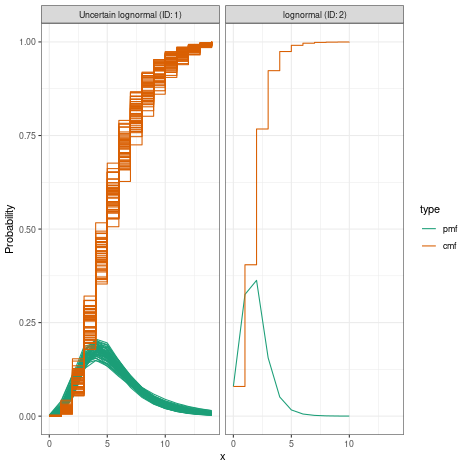 Uncertain lognormal (ID: 1)
lognormal (ID: 2)
1.00
0.75
0.50
0.25
0.00
Probability
0 5 10
0 5 10
x
type
pmf
cmf